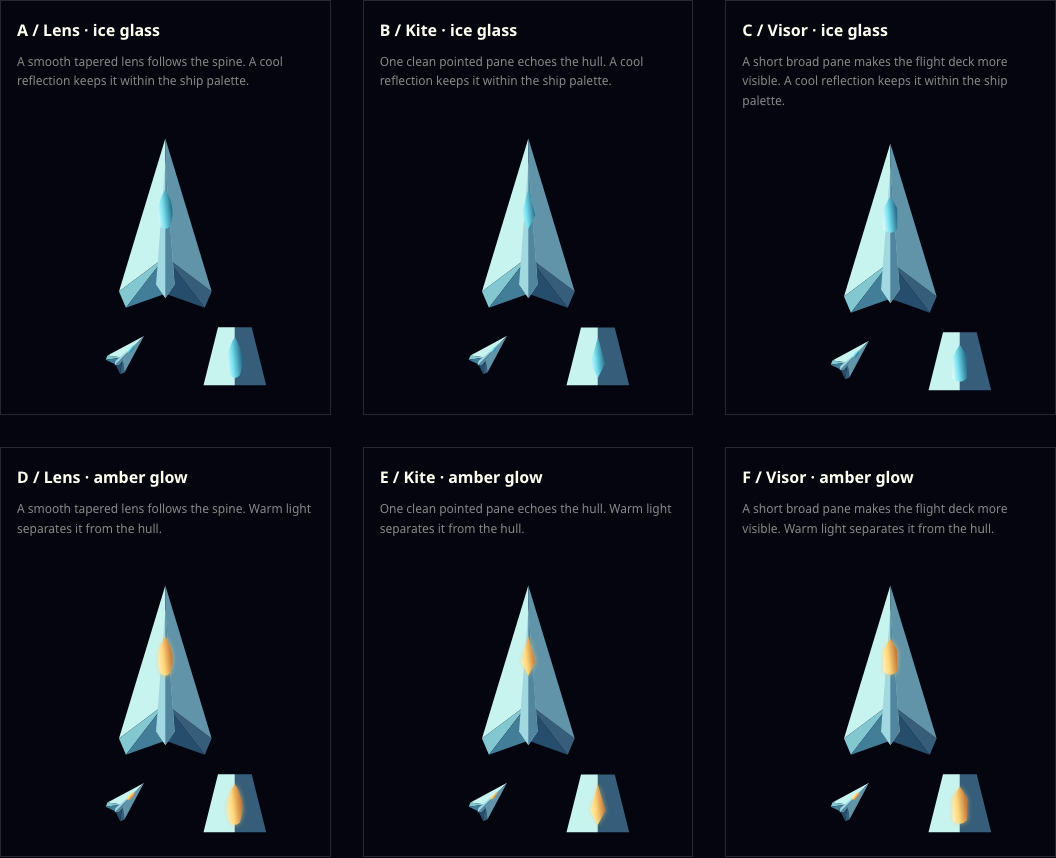 A / Lens · ice glass
A smooth tapered lens follows the spine. A cool
reflection keeps it within the ship palette.
B / Kite · ice glass
One clean pointed pane echoes the hull. A cool
reflection keeps it within the ship palette.
C / Visor · ice glass
A short broad pane makes the flight deck more
visible. A cool reflection keeps it within the ship
palette.
D / Lens · amber glow
A smooth tapered lens follows the spine. Warm light
separates it from the hull.
E / Kite · amber glow
One clean pointed pane echoes the hull. Warm light
separates it from the hull.
F / Visor · amber glow
A short broad pane makes the flight deck more
visible. Warm light separates it from the hull.